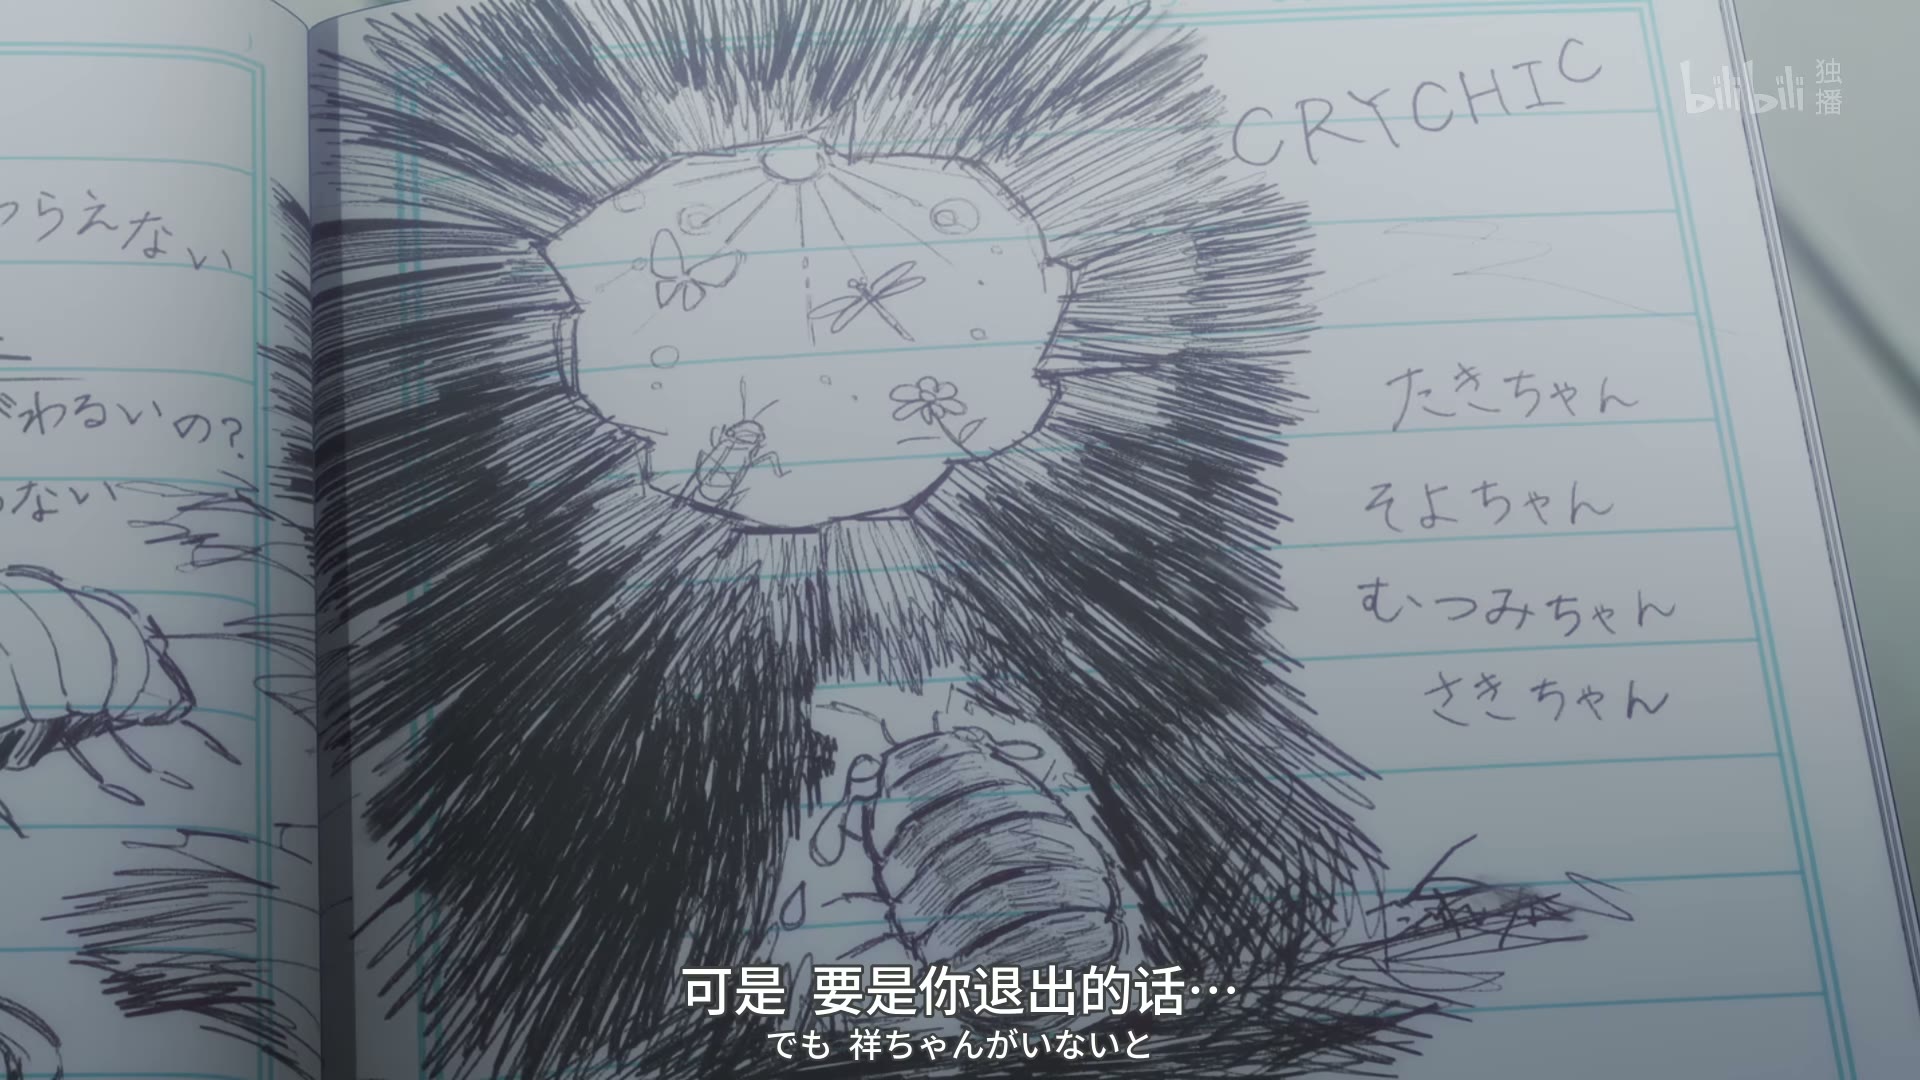 CRYCHIC
bilibili 独播
らえない
たきちゃん
がわるいの?
ない
そよちゃん
むつみちゃん
さきちゃん
可是 要是你退出的话…
でも 祥ちゃんがいないと